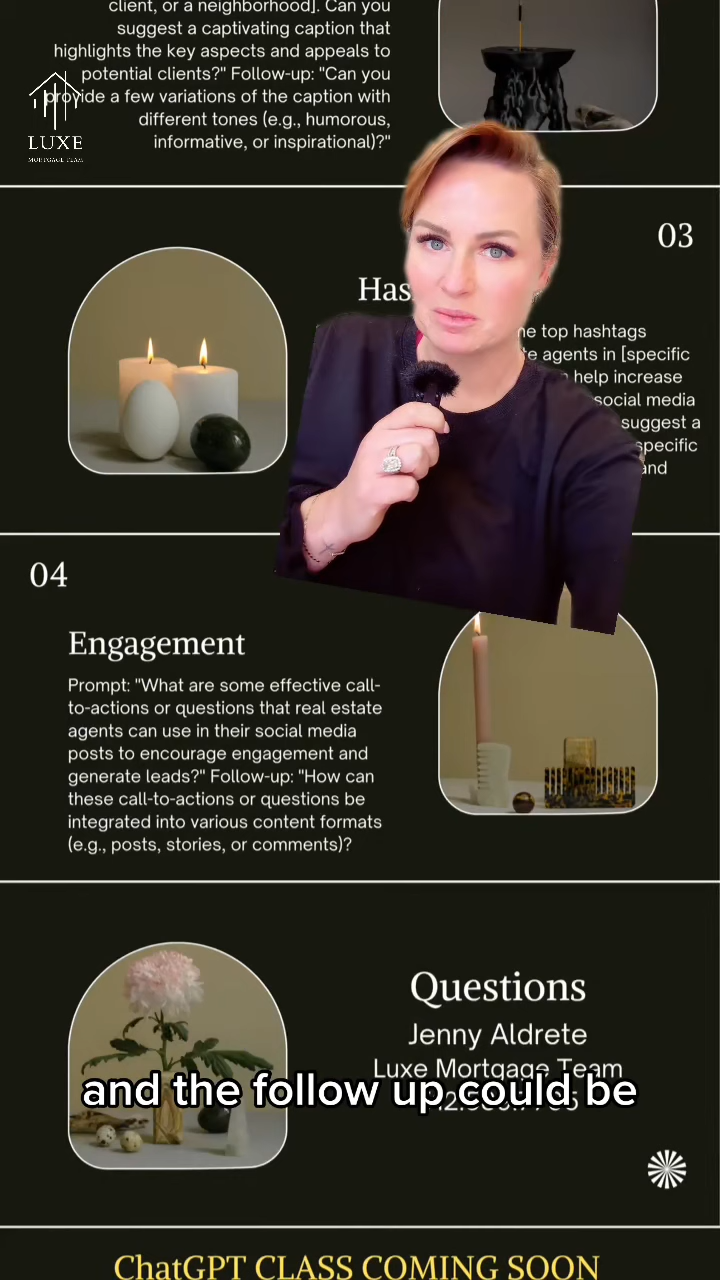 client, or a neighborhood]. Can you
suggest a captivating caption that
highlights the key aspects and appeals to
potential clients?" Follow-up: "Can you
provide a few variations of the caption with
different tones (e.g., humorous,
informative, or inspirational)?"
LUXE
MORTGAGE TEAM
03
Has
the top hashtags
agents in [specific
help increase
social media
suggest a
specific
and
04
Engagement
Prompt: "What are some effective call-
to-actions or questions that real estate
agents can use in their social media
posts to encourage engagement and
generate leads?" Follow-up: "How can
these call-to-actions or questions be
integrated into various content formats
(e.g., posts, stories, or comments)?
Questions
Jenny Aldrete
Luxe Mortgage Team
and the follow up could be
ChatGPT CLASS COMING SOON